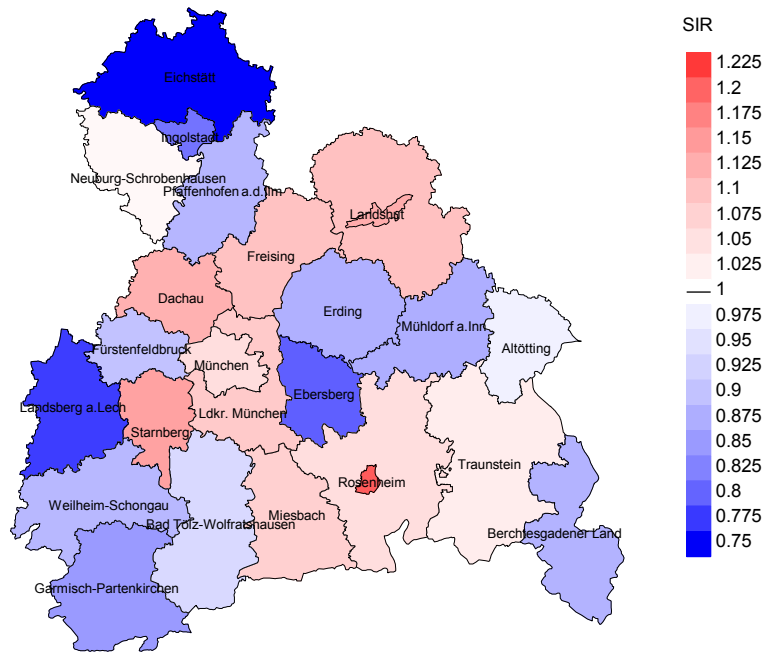 SIR
1.225
1.2
1.175
1.15
1.125
1.1
1.075
1.05
1.025
1
0.975
0.95
0.925
0.9
0.875
0.85
0.825
0.8
0.775
0.75
Eichstätt
Ingolstadt
Neuburg-Schrobenhausen
Pfaffenhofen a.d.Ilm
Landshut
Freising
Dachau
Erding
Mühldorf a.Inn
Altötting
Fürstenfeldbruck
München
Ebersberg
Landsberg a.Lech
Ldkr. München
Starnberg
Traunstein
Rosenheim
Weilheim-Schongau
Miesbach
Bad Tölz-Wolfratshausen
Berchtesgadener Land
Garmisch-Partenkirchen